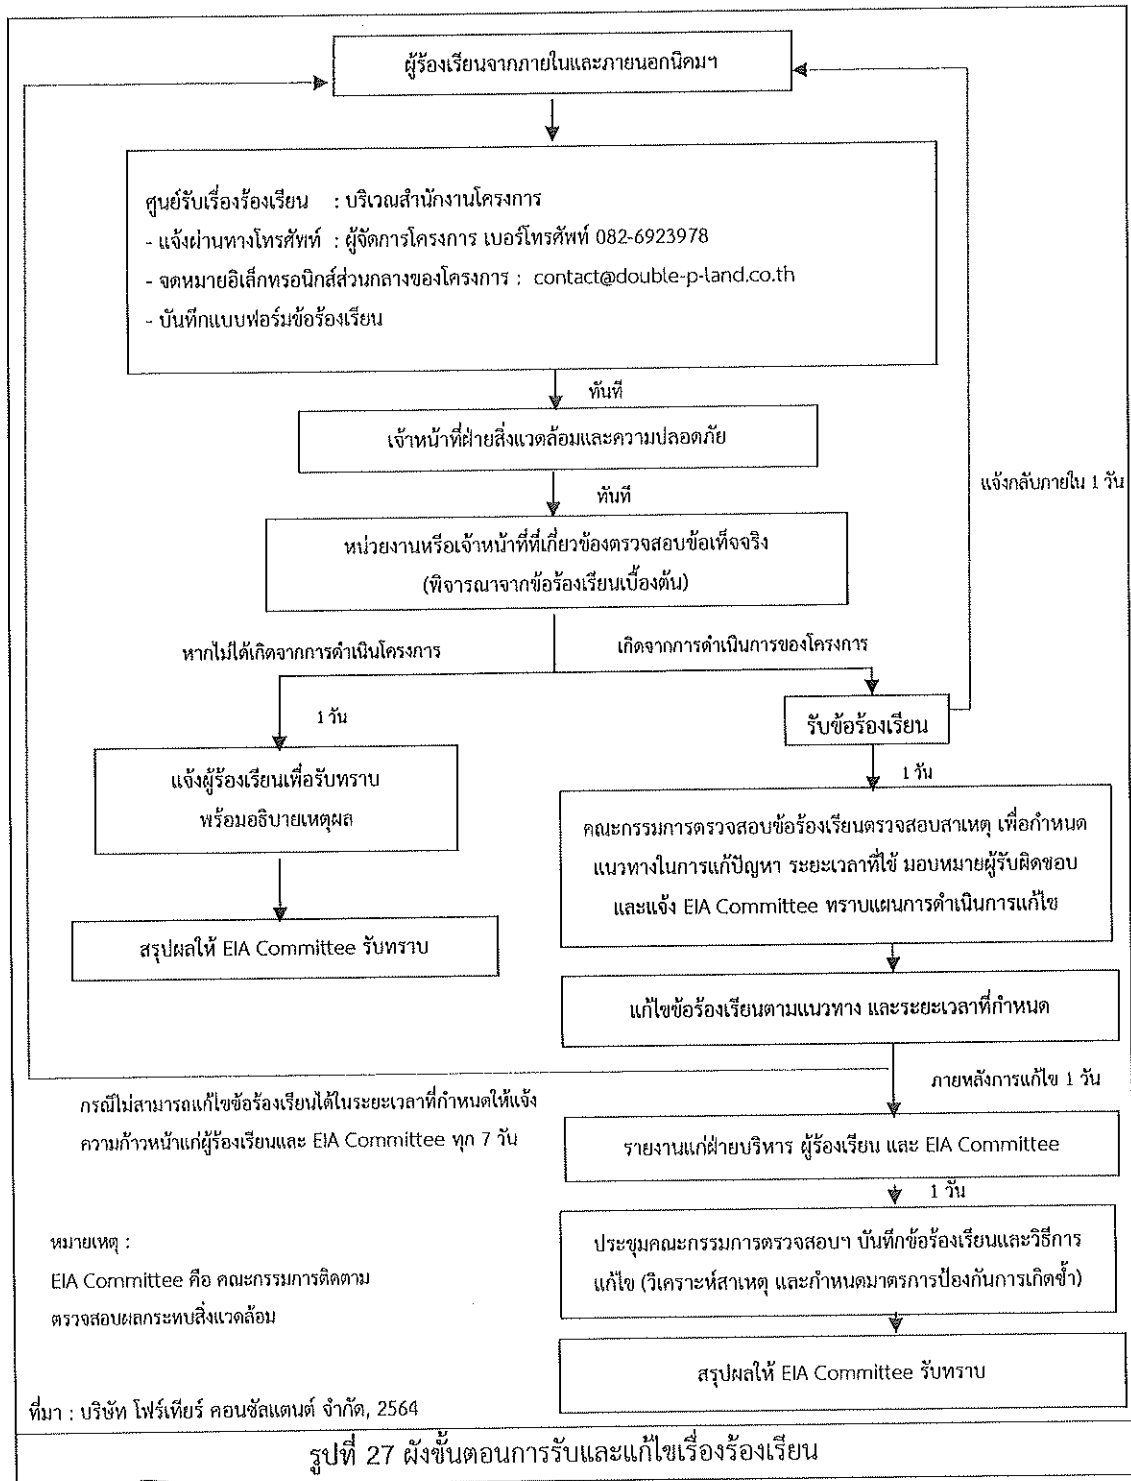 ผู้ร้องเรียนจากภายในและภายนอกนิคมฯ
ศูนย์รับเรื่องร้องเรียน : บริเวณสำนักงานโครงการ
- แจ้งผ่านทางโทรศัพท์ : ผู้จัดการโครงการ เบอร์โทรศัพท์ 082-6923978
- จดหมายอิเล็กทรอนิกส์ส่วนกลางของโครงการ : contact@double-p-land.co.th
- บันทึกแบบฟอร์มข้อร้องเรียน
ทันที
เจ้าหน้าที่ฝ่ายสิ่งแวดล้อมและความปลอดภัย
แจ้งกลับภายใน 1 วัน
ทันที
หน่วยงานหรือเจ้าหน้าที่ที่เกี่ยวข้องตรวจสอบข้อเท็จจริง
(พิจารณาจากข้อร้องเรียนเบื้องต้น)
หากไม่ได้เกิดจากการดำเนินโครงการ
เกิดจากการดำเนินการของโครงการ
1 วัน
รับข้อร้องเรียน
แจ้งผู้ร้องเรียนเพื่อรับทราบ
พร้อมอธิบายเหตุผล
สรุปผลให้ EIA Committee รับทราบ
1 วัน
คณะกรรมการตรวจสอบข้อร้องเรียนตรวจสอบสาเหตุ เพื่อกำหนด
แนวทางในการแก้ปัญหา ระยะเวลาที่ใช้ มอบหมายผู้รับผิดชอบ
และแจ้ง EIA Committee ทราบแผนการดำเนินการแก้ไข
แก้ไขข้อร้องเรียนตามแนวทาง และระยะเวลาที่กำหนด
ภายหลังการแก้ไข 1 วัน
กรณีไม่สามารถแก้ไขข้อร้องเรียนได้ในระยะเวลาที่กำหนดให้แจ้ง
ความก้าวหน้าแก่ผู้ร้องเรียนและ EIA Committee ทุก 7 วัน
รายงานแก่ฝ่ายบริหาร ผู้ร้องเรียน และ EIA Committee
1 วัน
ประชุมคณะกรรมการตรวจสอบฯ บันทึกข้อร้องเรียนและวิธีการ
แก้ไข (วิเคราะห์สาเหตุ และกำหนดมาตรการป้องกันการเกิดซ้ำ)
สรุปผลให้ EIA Committee รับทราบ
หมายเหตุ :
EIA Committee คือ คณะกรรมการติดตาม
ตรวจสอบผลกระทบสิ่งแวดล้อม
ที่มา : บริษัท โฟร์เทียร์ คอนซัลแตนต์ จำกัด, 2564
รูปที่ 27 ผังขั้นตอนการรับและแก้ไขเรื่องร้องเรียน